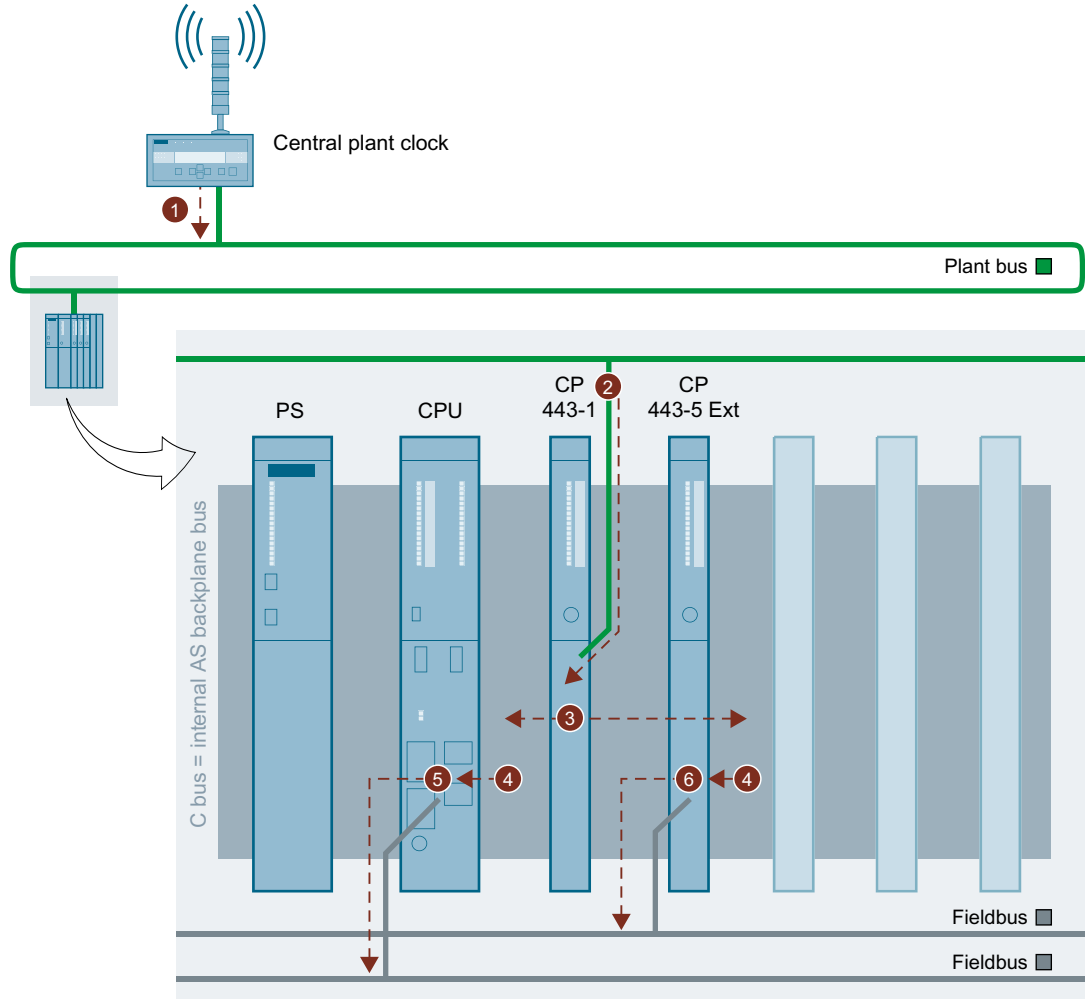 Central plant clock
1
Plant bus
PS
CPU
CP
443-1
2
CP
443-5 Ext
C bus = internal AS backplane bus
3
5
4
6
4
Fieldbus
Fieldbus